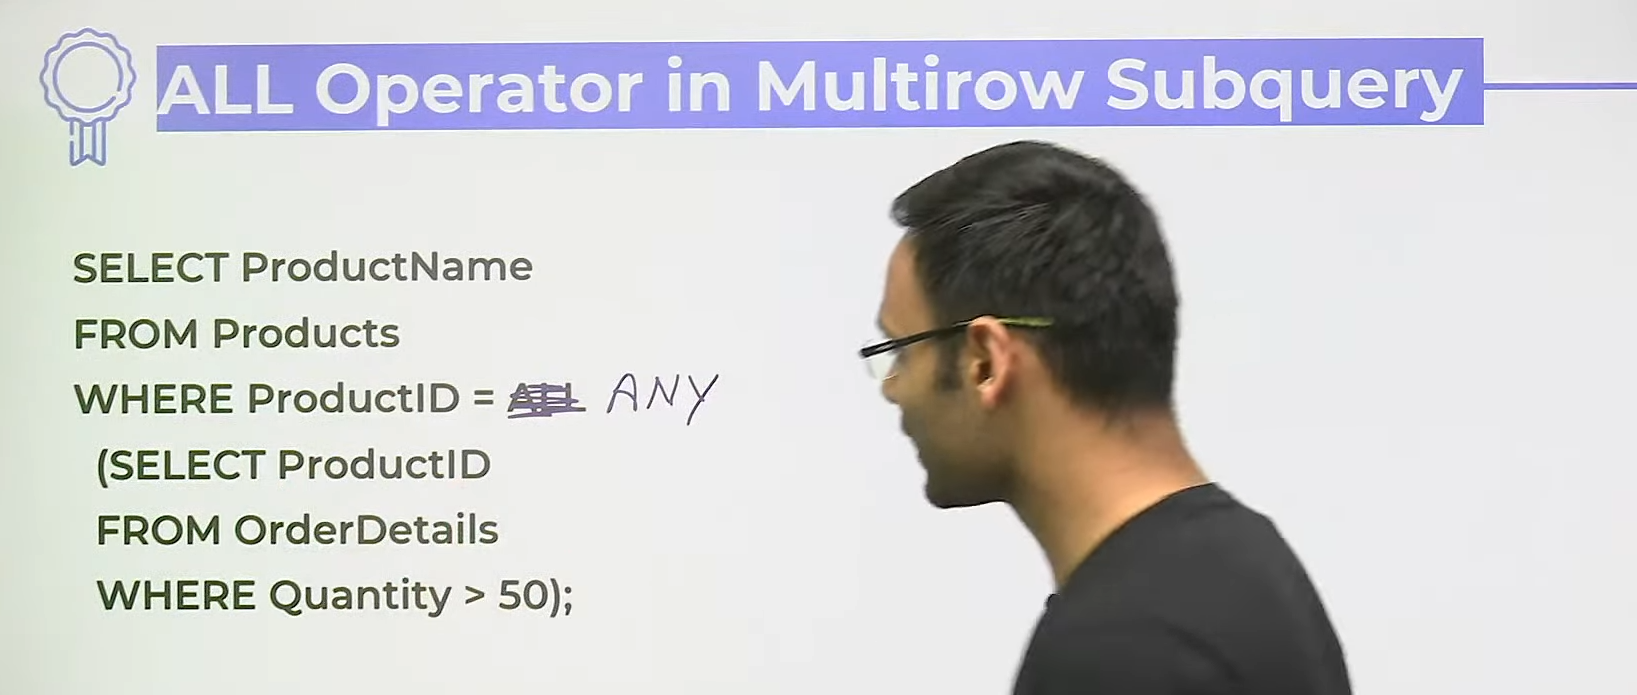 ALL Operator in Multirow Subquery
SELECT ProductName
FROM Products
WHERE ProductID = ALL ANY
(SELECT ProductID
FROM OrderDetails
WHERE Quantity > 50);